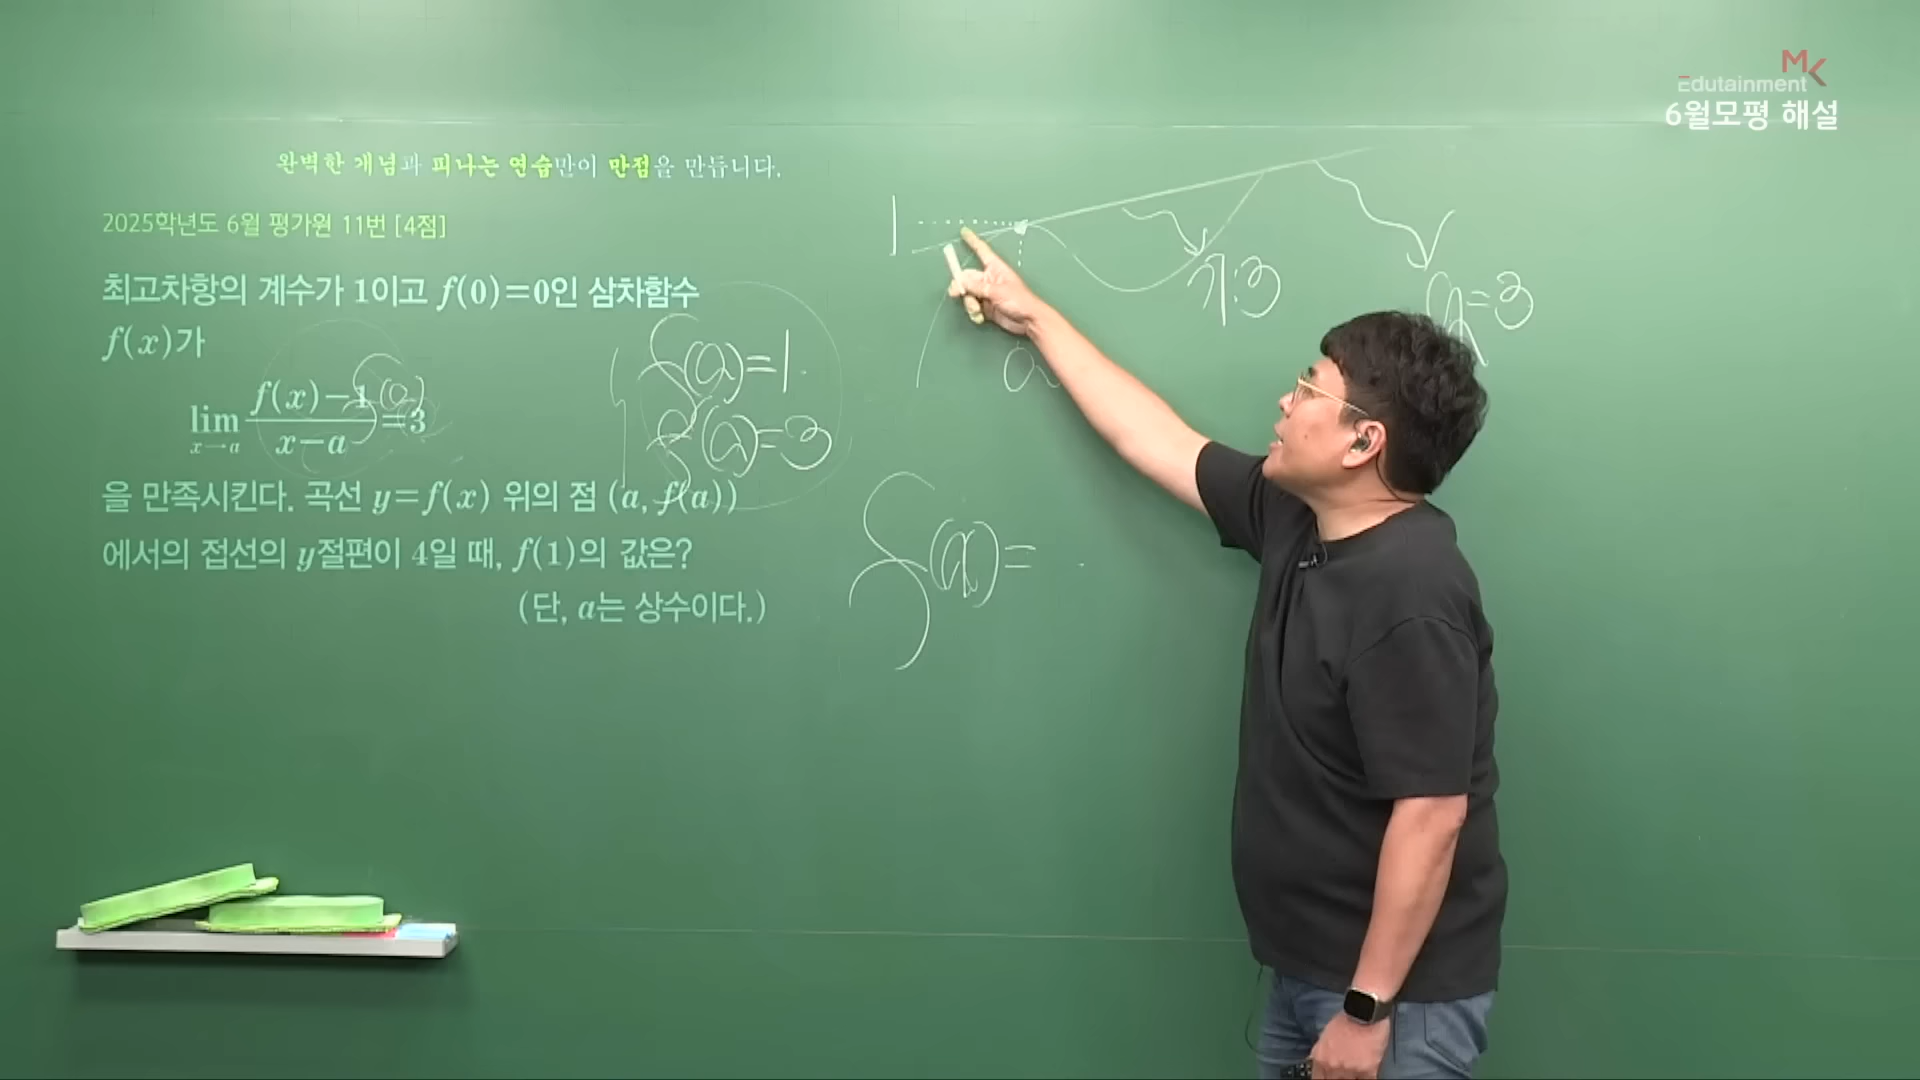 MK
Edutainment
6월모평 해설
완벽한 개념과 피나는 연습만이 만점을 만듭니다.
2025학년도 6월 평가원 11번 [4점]
최고차항의 계수가 1이고 f(0)=0인 삼차함수
f(x)가
lim x→a (f(x)-1)/(x-a) =3
을 만족시킨다. 곡선 y=f(x) 위의 점 (a, f(a))
에서의 접선의 y절편이 4일 때, f(1)의 값은?
(단, a는 상수이다.)
f(a)=1.
f'(a)=3
1
a
기:3
f(x)=